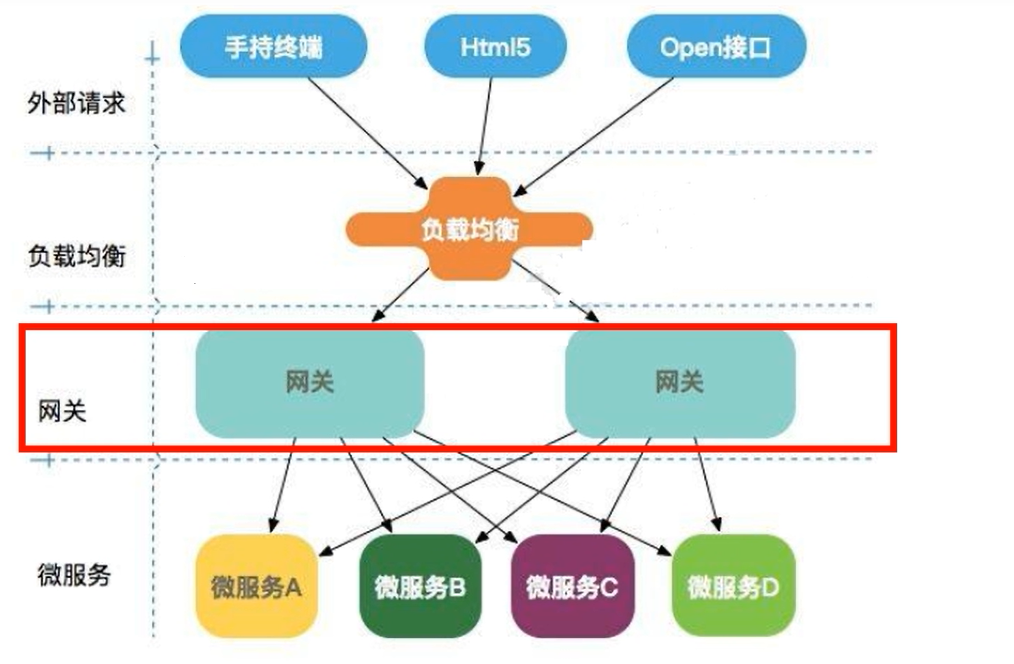 手持终端
Html5
Open接口
外部请求
负载均衡
负载均衡
网关
网关
网关
微服务
微服务A
微服务B
微服务C
微服务D